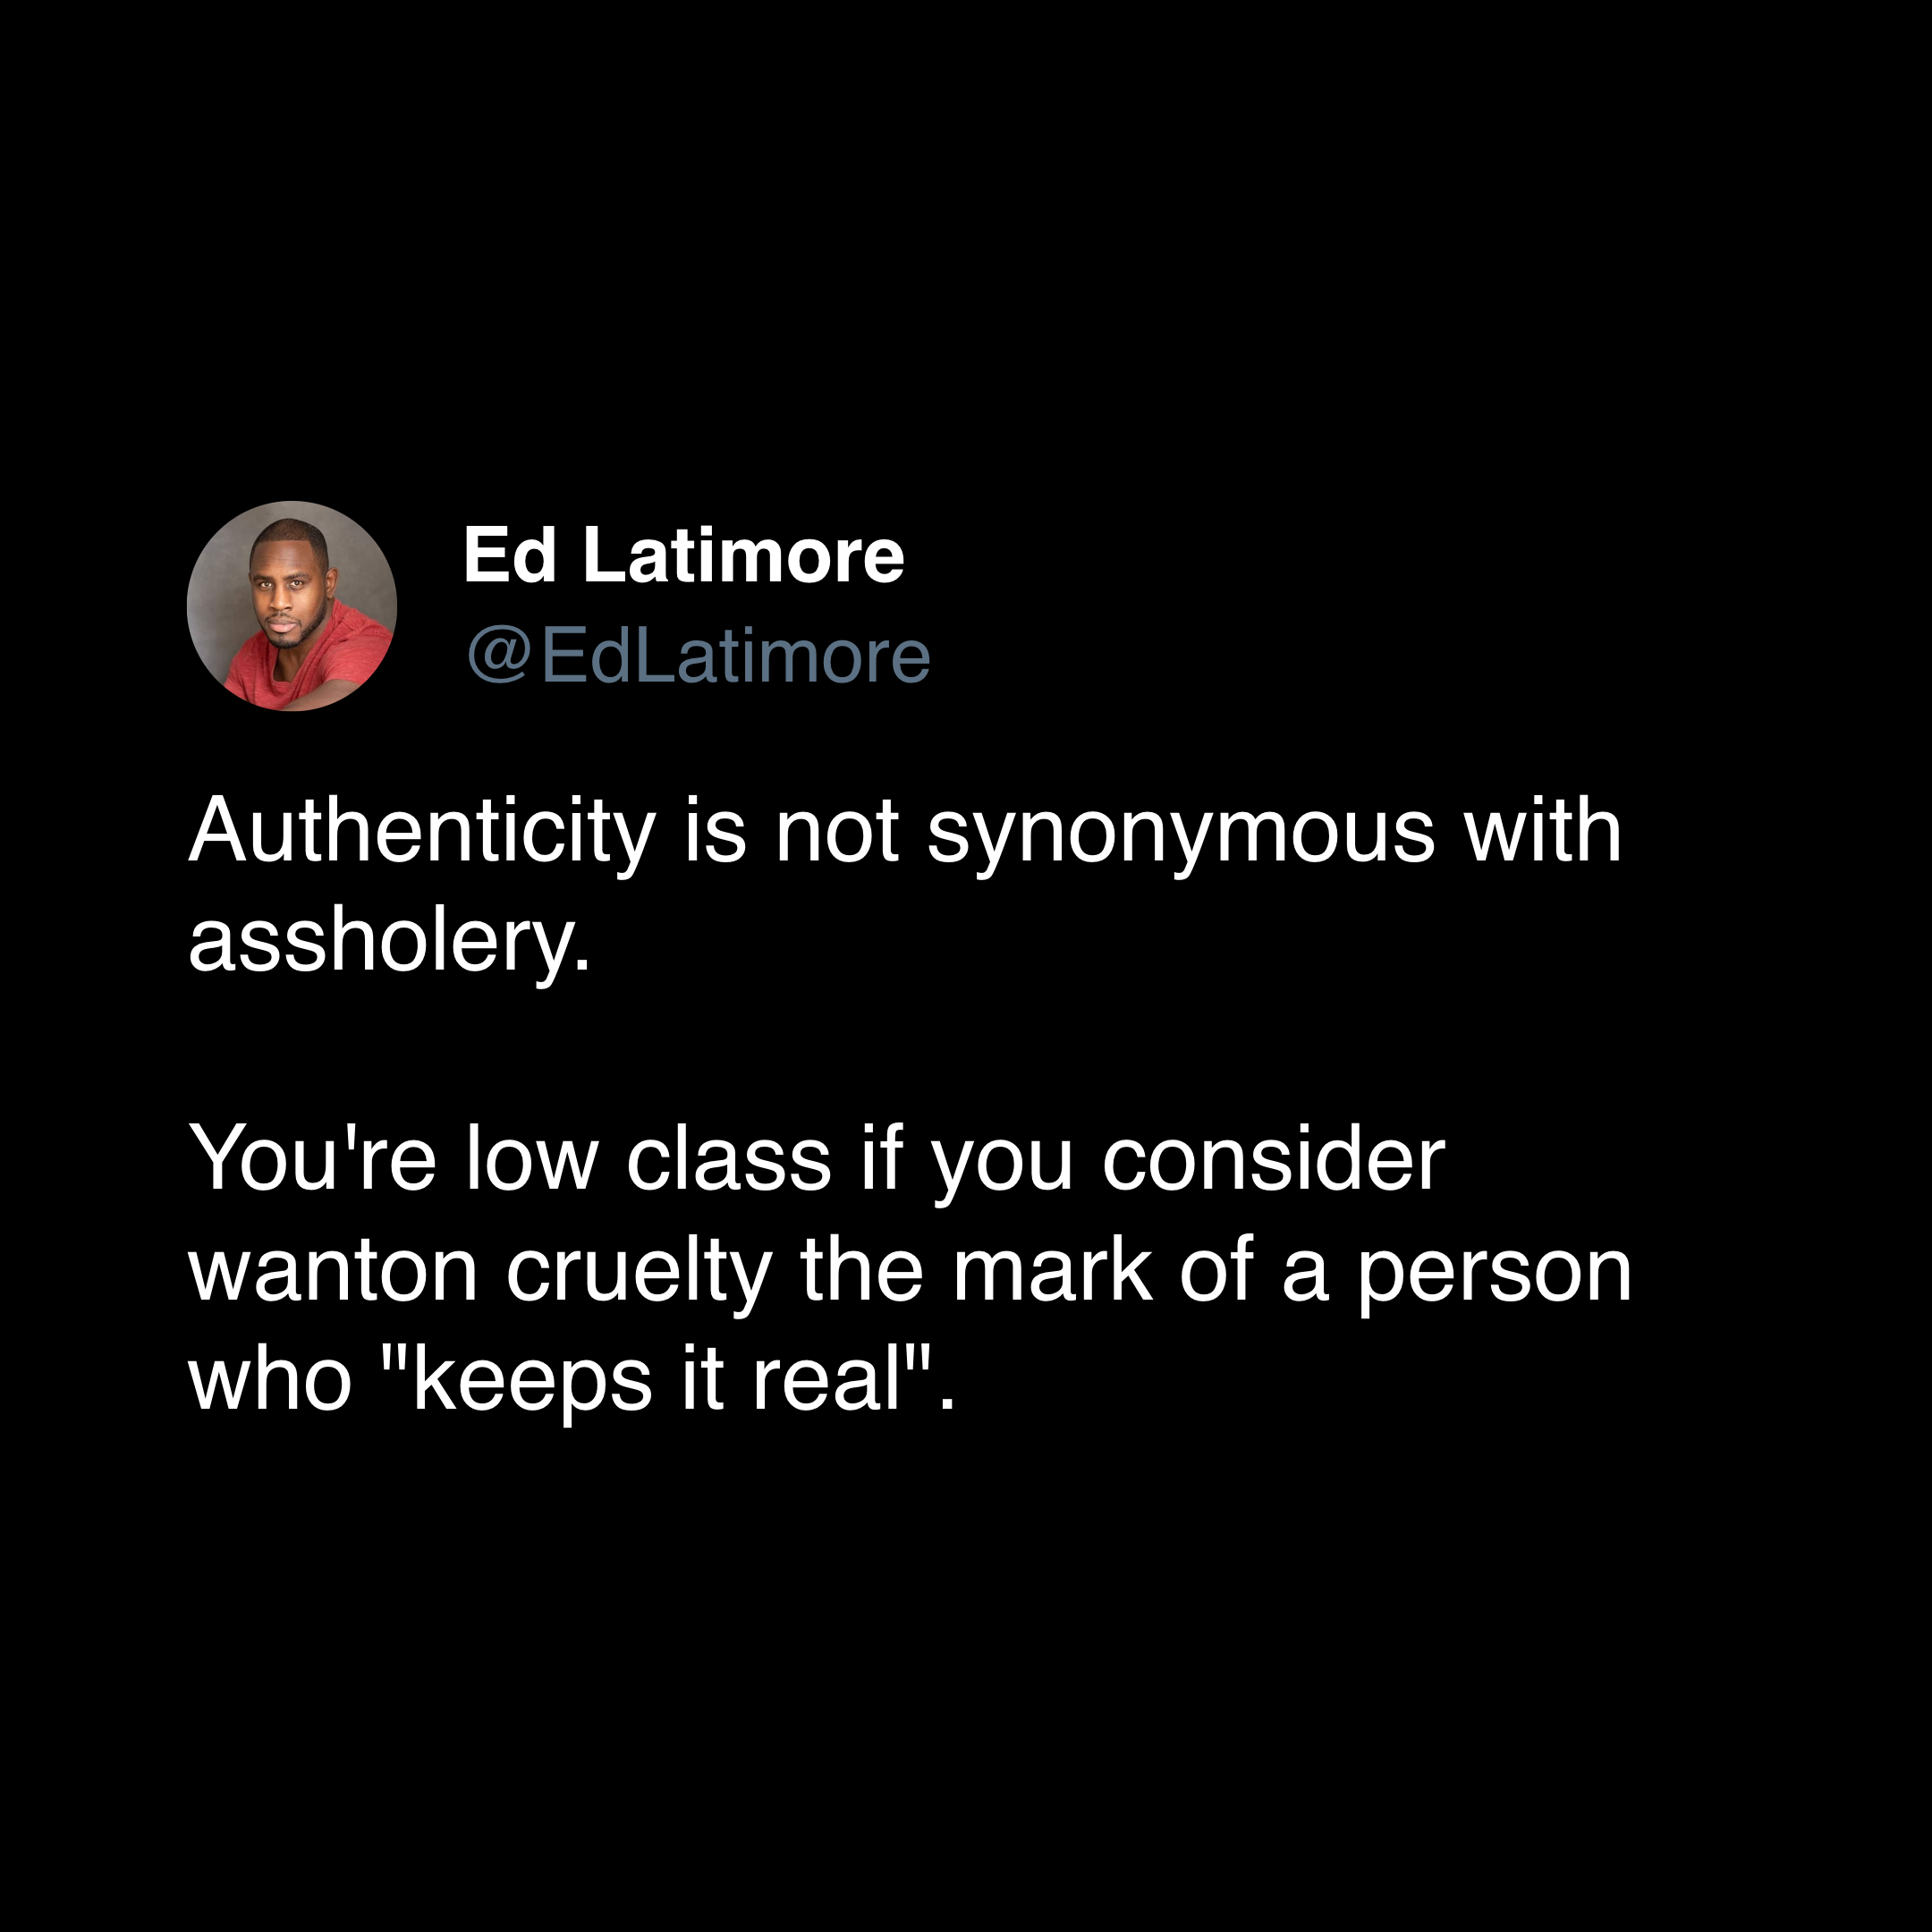 Ed Latimore
@EdLatimore
Authenticity is not synonymous with
assholery.
You're low class if you consider
wanton cruelty the mark of a person
who "keeps it real".